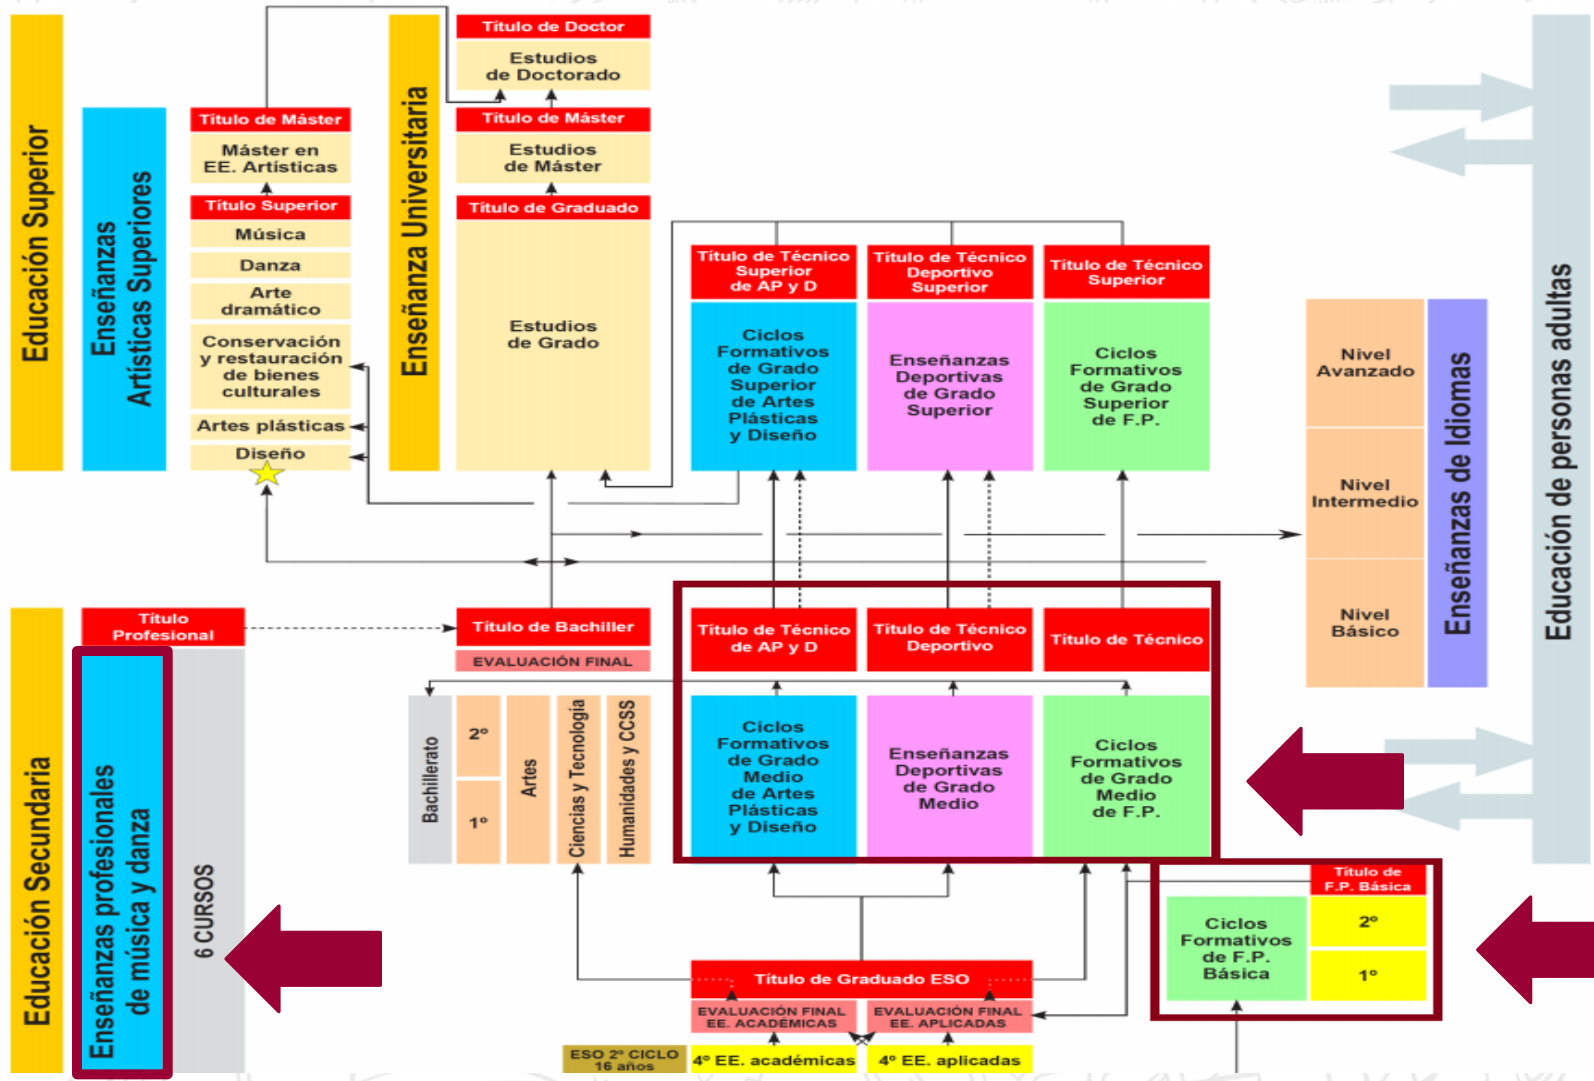 Educación Superior
Enseñanzas
Artísticas Superiores
Título de Máster
Máster en
EE. Artísticas
Título Superior
Música
Danza
Arte
dramático
Conservación
y restauración
de bienes
culturales
Artes plásticas
Diseño
Enseñanza Universitaria
Título de Doctor
Estudios
de Doctorado
Título de Máster
Estudios
de Máster
Título de Graduado
Estudios
de Grado
Título de Técnico
Superior
de AP y D
Ciclos
Formativos
de Grado
Superior
de Artes
Plásticas
y Diseño
Título de Técnico
Deportivo
Superior
Enseñanzas
Deportivas
de Grado
Superior
Título de Técnico
Superior
Ciclos
Formativos
de Grado
Superior
de F.P.
Nivel
Avanzado
Nivel
Intermedio
Nivel
Básico
Enseñanzas de Idiomas
Educación de personas adultas
Educación Secundaria
Título
Profesional
Enseñanzas profesionales
de música y danza
6 CURSOS
Título de Bachiller
EVALUACIÓN FINAL
Bachillerato
2º
1º
Artes
Ciencias y Tecnología
Humanidades y CCSS
Título de Técnico
de AP y D
Ciclos
Formativos
de Grado
Medio
de Artes
Plásticas
y Diseño
Título de Técnico
Deportivo
Enseñanzas
Deportivas
de Grado
Medio
Título de Técnico
Ciclos
Formativos
de Grado
Medio
de F.P.
Título de
F.P. Básica
Ciclos
Formativos
de F.P.
Básica
2º
1º
Título de Graduado ESO
EVALUACIÓN FINAL
EE. ACADÉMICAS
EVALUACIÓN FINAL
EE. APLICADAS
ESO 2º CICLO
16 años
4º EE. académicas
4º EE. aplicadas